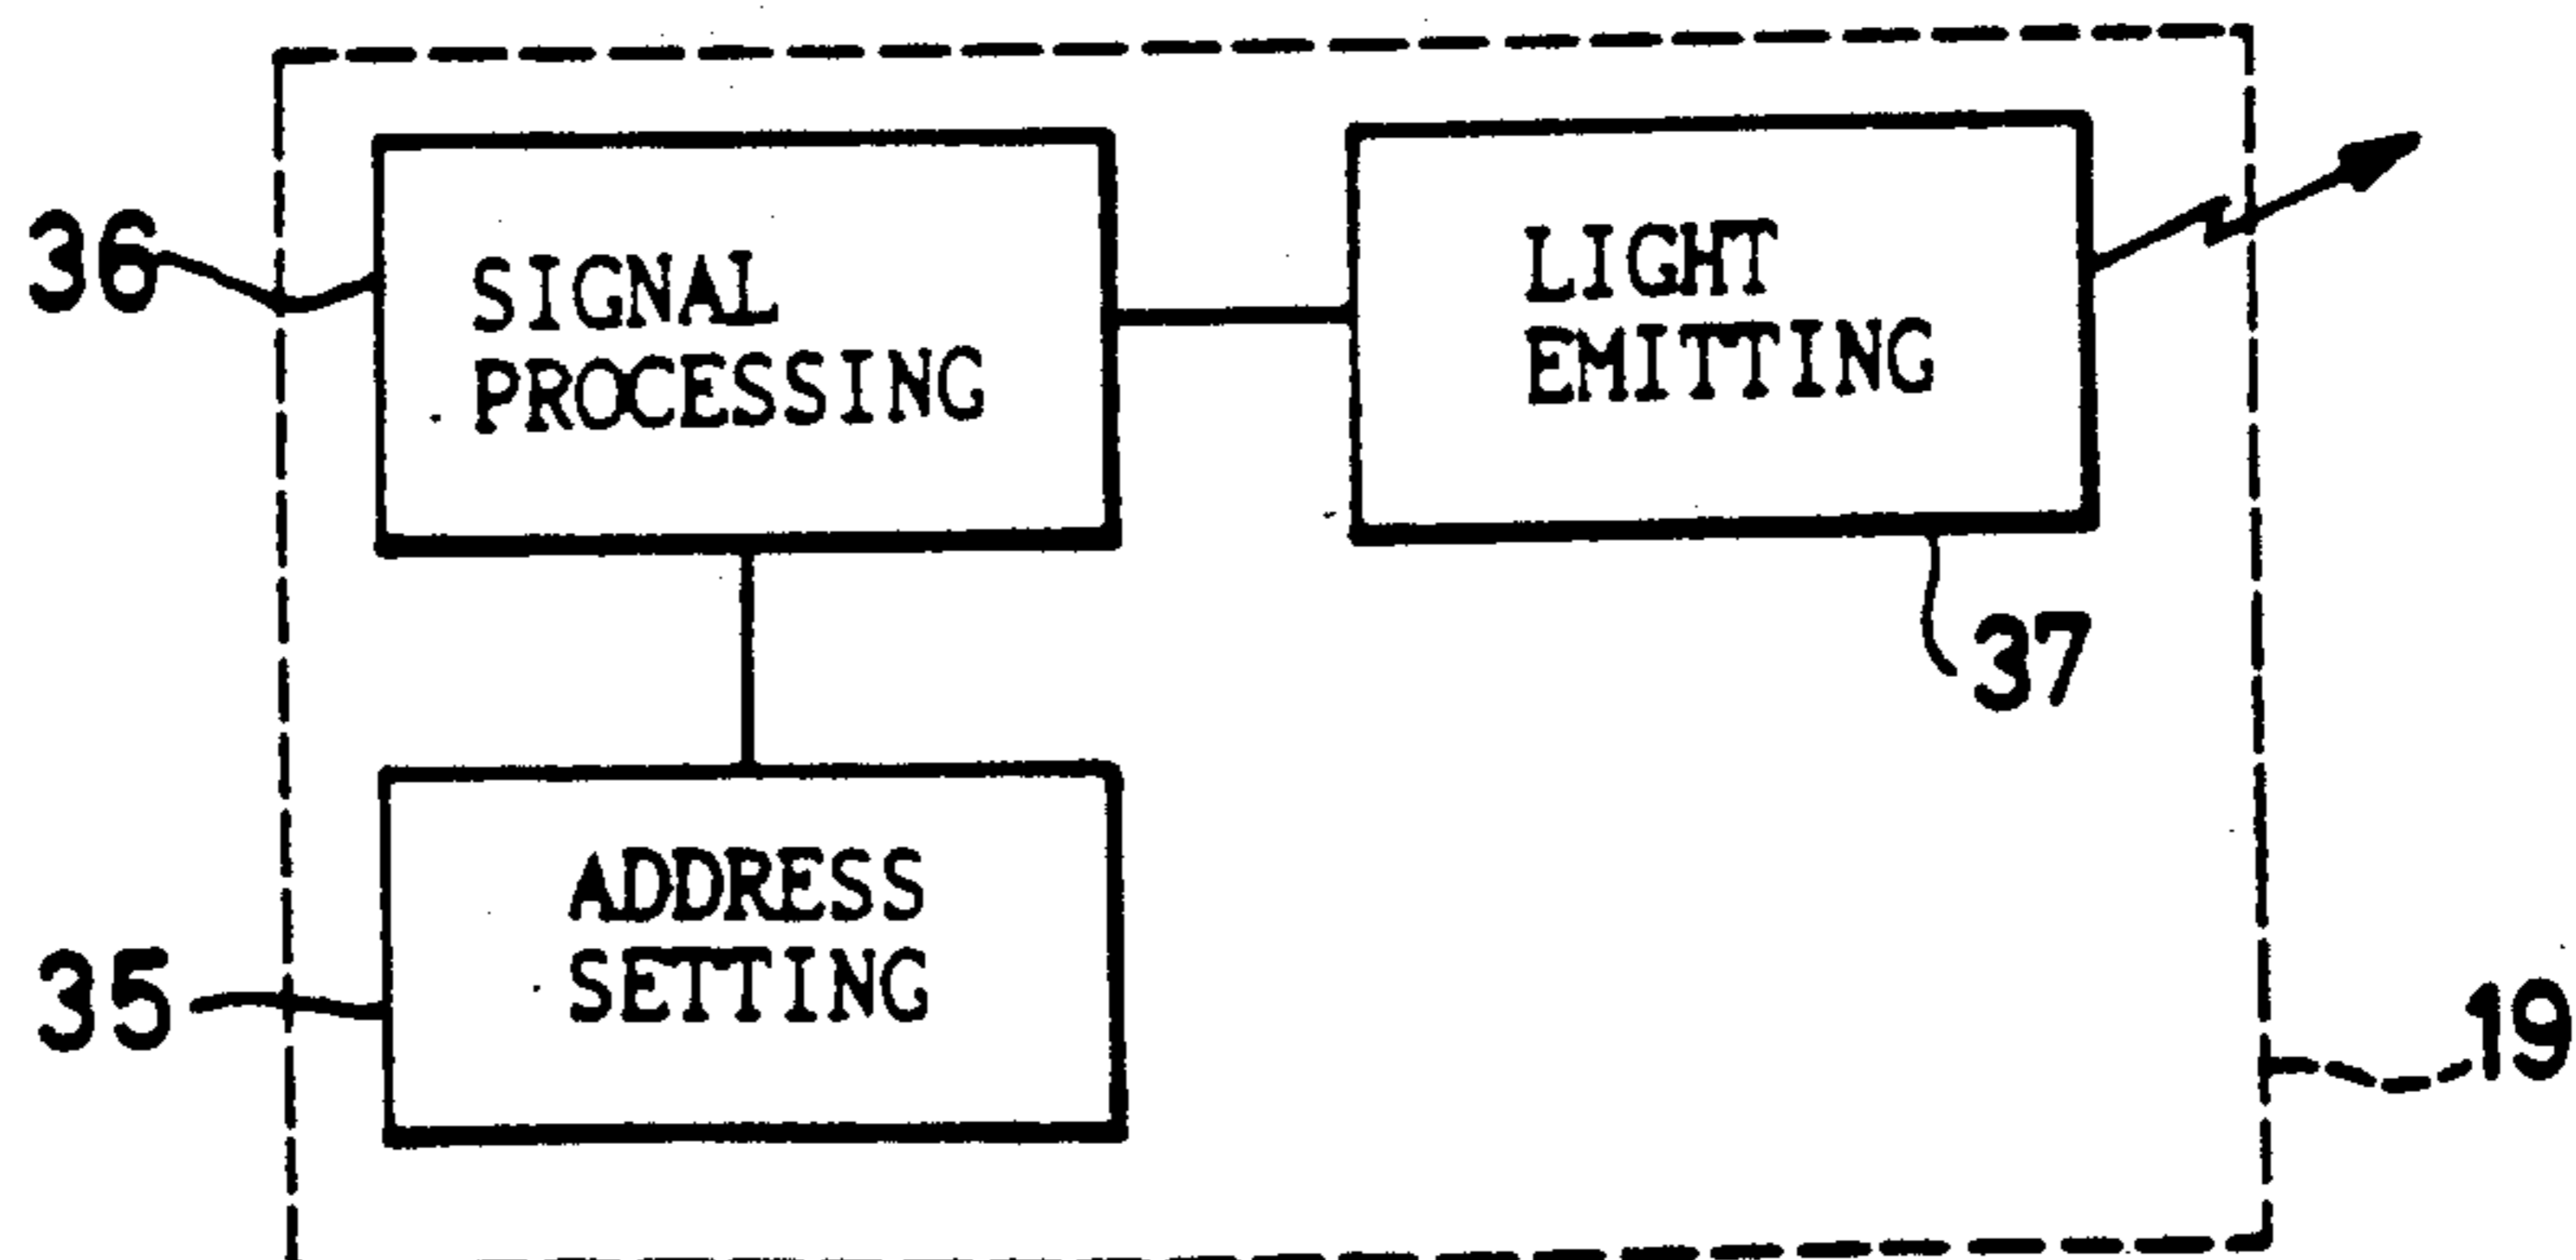 36
SIGNAL
PROCESSING
LIGHT
EMITTING
37
ADDRESS
SETTING
35
19